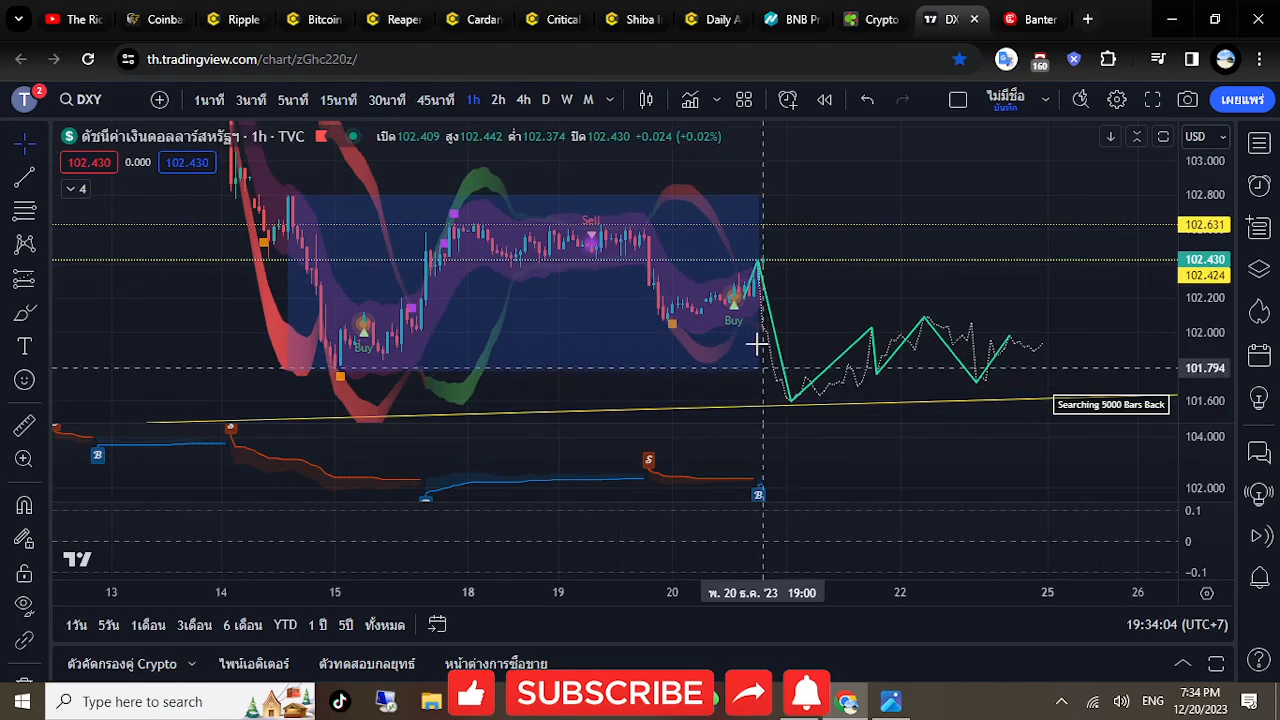 The Ric
Coinba
Ripple
Bitcoin
Reaper
Cardan
Critical
Shiba In
Daily A
BNB Pr
Crypto
DX
Banter
th.tradingview.com/chart/zGhc220z/
160
T 2
DXY
1นาที 3นาที 5นาที 15นาที 30นาที 45นาที 1h 2h 4h D W M
ไม่มีชื่อ
บันทึก
เผยแพร่
ดัชนีค่าเงินดอลลาร์สหรัฐฯ · 1h · TVC
เปิด102.409 สูง102.442 ต่ำ102.374 ปิด102.430 +0.024 (+0.02%)
USD
102.430 0.000 102.430
4
103.000
102.800
102.631
102.430
102.424
102.200
102.000
101.794
101.600
104.000
102.000
0.1
0
−0.1
Sell
Buy
Buy
Searching 5000 Bars Back
B
S
S
B
13 14 15 18 19 20 พ. 20 ธ.ค. '23 19:00 22 25 26
1วัน 5วัน 1เดือน 3เดือน 6 เดือน YTD 1 ปี 5ปี ทั้งหมด
19:34:04 (UTC+7)
ตัวคัดกรองคู่ Crypto ไพน์เอดิเตอร์ ตัวทดสอบกลยุทธ์ หน้าต่างการซื้อขาย
SUBSCRIBE
Type here to search
ENG
7:34 PM
12/20/2023